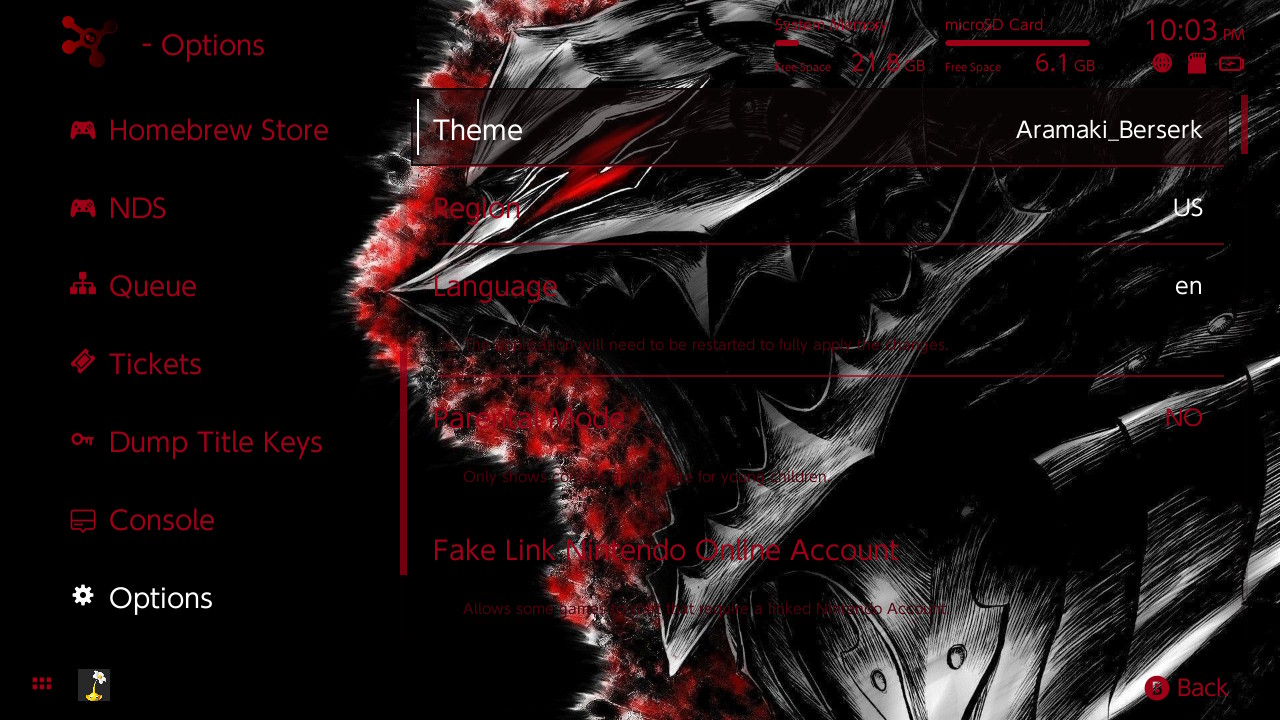 - Options
System Memory
Free Space 21.8 GB
microSD Card
Free Space 6.1 GB
10:03 PM
Homebrew Store
NDS
Queue
Tickets
Dump Title Keys
Console
Options
Theme Aramaki_Berserk
Region US
Language en
The application will need to be restarted to fully apply the changes.
Parental Mode NO
Only shows for young children
Fake Link Nintendo Online Account
Allows some games that require a linked Nintendo Account
B Back